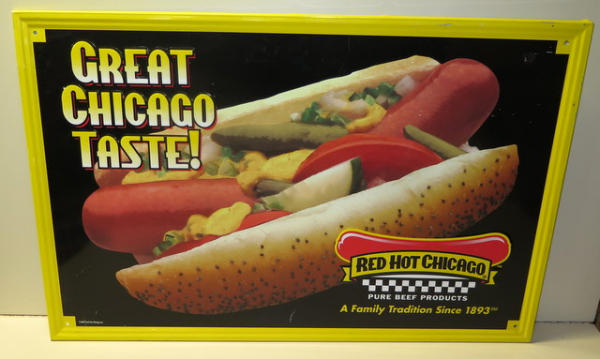 GREAT
CHICAGO
TASTE!
RED HOT CHICAGO®
PURE BEEF PRODUCTS
A Family Tradition Since 1893℠